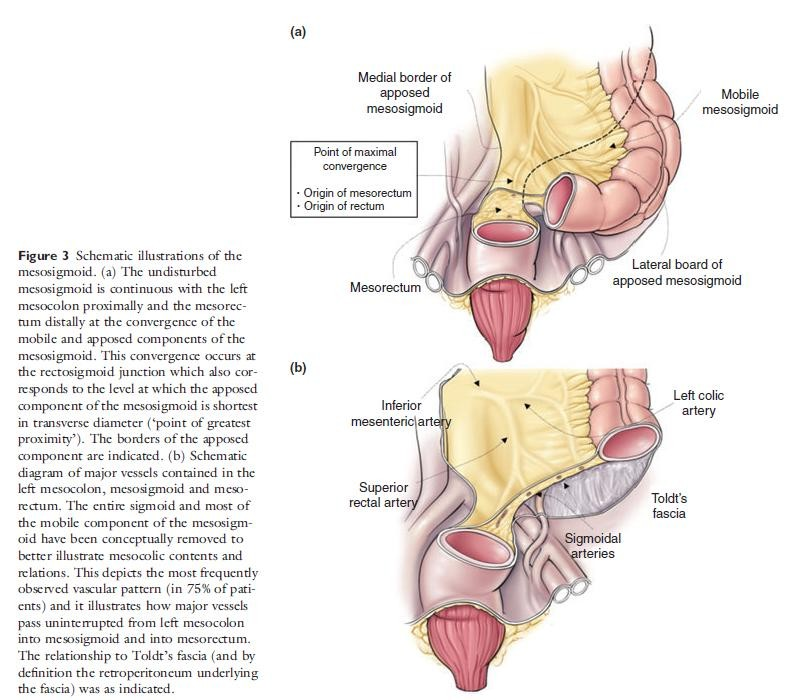 (a)
Medial border of
apposed
mesosigmoid
Mobile
mesosigmoid
Point of maximal
convergence
· Origin of mesorectum
· Origin of rectum
Mesorectum
Lateral board of
apposed mesosigmoid
(b)
Inferior
mesenteric artery
Left colic
artery
Superior
rectal artery
Toldt's
fascia
Sigmoidal
arteries
Figure 3 Schematic illustrations of the
mesosigmoid. (a) The undisturbed
mesosigmoid is continuous with the left
mesocolon proximally and the mesorec-
tum distally at the convergence of the
mobile and apposed components of the
mesosigmoid. This convergence occurs at
the rectosigmoid junction which also cor-
responds to the level at which the apposed
component of the mesosigmoid is shortest
in transverse diameter ('point of greatest
proximity'). The borders of the apposed
component are indicated. (b) Schematic
diagram of major vessels contained in the
left mesocolon, mesosigmoid and meso-
rectum. The entire sigmoid and most of
the mobile component of the mesosigm-
oid have been conceptually removed to
better illustrate mesocolic contents and
relations. This depicts the most frequently
observed vascular pattern (in 75% of pati-
ents) and it illustrates how major vessels
pass uninterrupted from left mesocolon
into mesosigmoid and into mesorectum.
The relationship to Toldt's fascia (and by
definition the retroperitoneum underlying
the fascia) was as indicated.